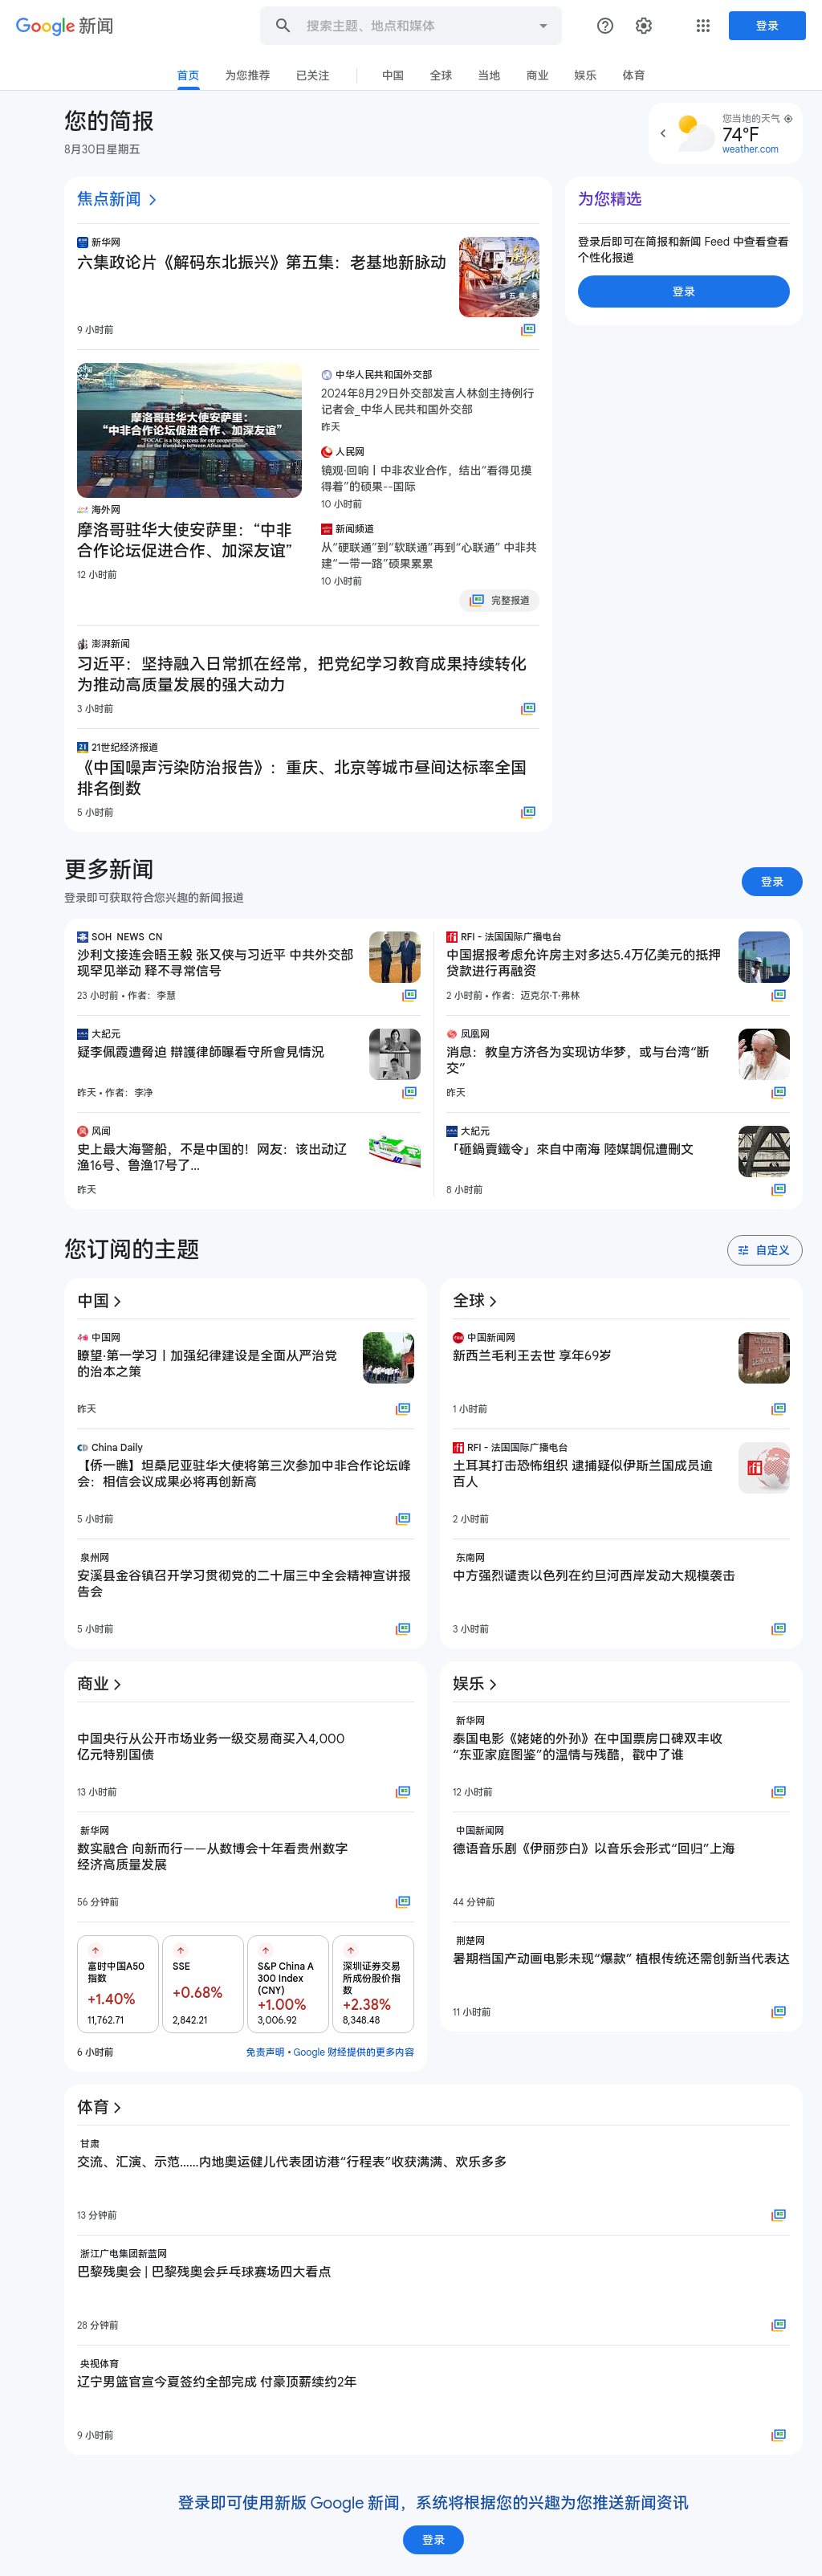 Google 新闻
搜索主题、地点和媒体
登录
首页
为您推荐
已关注
中国
全球
当地
商业
娱乐
体育
您的简报
8月30日星期五
您当地的天气
74°F
weather.com
焦点新闻
新华网
六集政论片《解码东北振兴》第五集：老基地新脉动
9 小时前
摩洛哥驻华大使安萨里：
“中非合作论坛促进合作、加深友谊”
海外网
摩洛哥驻华大使安萨里：“中非
合作论坛促进合作、加深友谊”
12 小时前
中华人民共和国外交部
2024年8月29日外交部发言人林剑主持例行
记者会_中华人民共和国外交部
昨天
人民网
镜观·回响丨中非农业合作，结出“看得见摸
得着”的硕果--国际
10 小时前
新闻频道
从“硬联通”到“软联通”再到“心联通” 中非共
建“一带一路”硕果累累
10 小时前
完整报道
澎湃新闻
习近平：坚持融入日常抓在经常，把党纪学习教育成果持续转化
为推动高质量发展的强大动力
3 小时前
21世纪经济报道
《中国噪声污染防治报告》：重庆、北京等城市昼间达标率全国
排名倒数
5 小时前
为您精选
登录后即可在简报和新闻 Feed 中查看查看
个性化报道
登录
更多新闻
登录即可获取符合您兴趣的新闻报道
登录
SOH NEWS CN
沙利文接连会晤王毅 张又侠与习近平 中共外交部
现罕见举动 释不寻常信号
23 小时前 • 作者：李慧
大紀元
疑李佩霞遭脅迫 辯護律師曝看守所會見情況
昨天 • 作者：李净
风闻
史上最大海警船，不是中国的！网友：该出动辽
渔16号、鲁渔17号了...
昨天
RFI - 法国国际广播电台
中国据报考虑允许房主对多达5.4万亿美元的抵押
贷款进行再融资
2 小时前 • 作者：迈克尔·T·弗林
凤凰网
消息：教皇方济各为实现访华梦，或与台湾“断
交”
昨天
大紀元
「砸鍋賣鐵令」來自中南海 陸媒調侃遭刪文
8 小时前
您订阅的主题
自定义
中国
中国网
瞭望·第一学习丨加强纪律建设是全面从严治党
的治本之策
昨天
China Daily
【侨一瞧】坦桑尼亚驻华大使将第三次参加中非合作论坛峰
会：相信会议成果必将再创新高
5 小时前
泉州网
安溪县金谷镇召开学习贯彻党的二十届三中全会精神宣讲报
告会
5 小时前
全球
中国新闻网
新西兰毛利王去世 享年69岁
1 小时前
RFI - 法国国际广播电台
土耳其打击恐怖组织 逮捕疑似伊斯兰国成员逾
百人
2 小时前
东南网
中方强烈谴责以色列在约旦河西岸发动大规模袭击
3 小时前
商业
中国央行从公开市场业务一级交易商买入4,000
亿元特别国债
13 小时前
新华网
数实融合 向新而行——从数博会十年看贵州数字
经济高质量发展
56 分钟前
富时中国A50
指数
+1.40%
11,762.71
SSE
+0.68%
2,842.21
S&P China A
300 Index
(CNY)
+1.00%
3,006.92
深圳证券交易
所成份股价指
数
+2.38%
8,348.48
6 小时前
免责声明 • Google 财经提供的更多内容
娱乐
新华网
泰国电影《姥姥的外孙》在中国票房口碑双丰收
“东亚家庭图鉴”的温情与残酷，戳中了谁
12 小时前
中国新闻网
德语音乐剧《伊丽莎白》以音乐会形式“回归”上海
44 分钟前
荆楚网
暑期档国产动画电影未现“爆款” 植根传统还需创新当代表达
11 小时前
体育
甘肃
交流、汇演、示范……内地奥运健儿代表团访港“行程表”收获满满、欢乐多多
13 分钟前
浙江广电集团新蓝网
巴黎残奥会 | 巴黎残奥会乒乓球赛场四大看点
28 分钟前
央视体育
辽宁男篮官宣今夏签约全部完成 付豪顶薪续约2年
9 小时前
登录即可使用新版 Google 新闻，系统将根据您的兴趣为您推送新闻资讯
登录